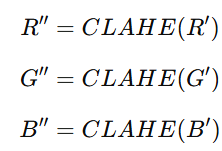 R'' = CLAHE(R')
G'' = CLAHE(G')
B'' = CLAHE(B')